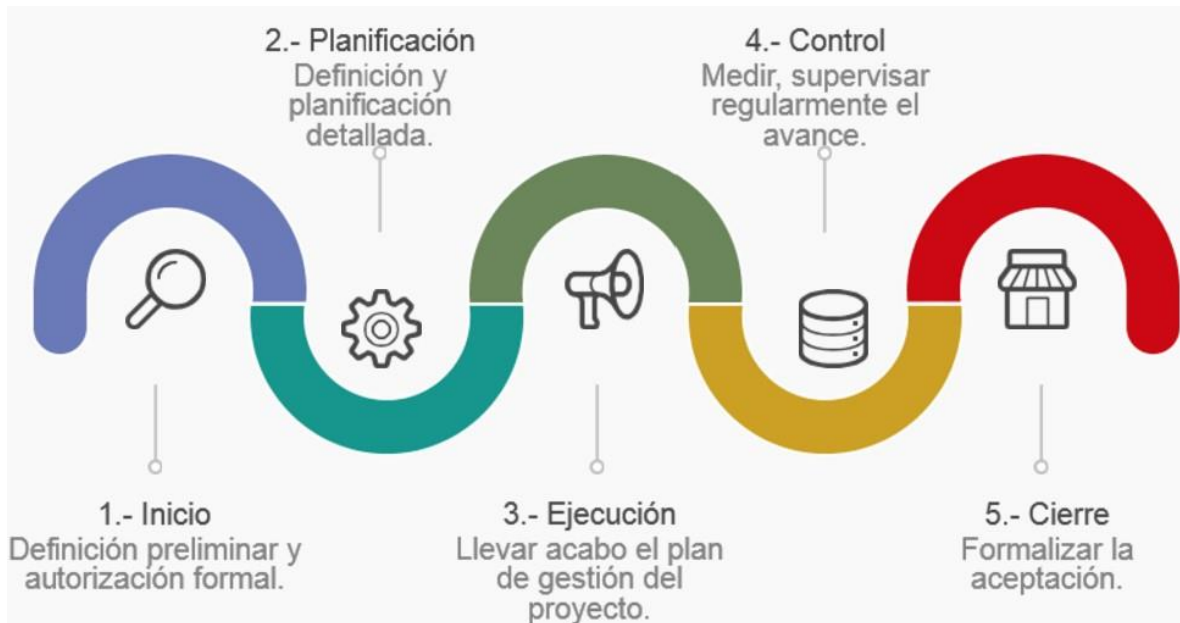 1.- Inicio
Definición preliminar y
autorización formal.
2.- Planificación
Definición y
planificación
detallada.
3.- Ejecución
Llevar acabo el plan
de gestión del
proyecto.
4.- Control
Medir, supervisar
regularmente el
avance.
5.- Cierre
Formalizar la
aceptación.